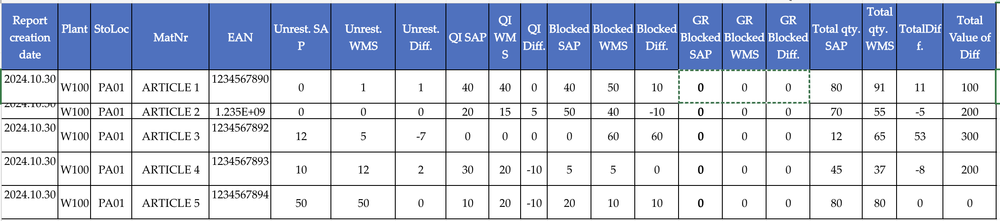 Report creation date Plant StoLoc MatNr EAN Unrest. SAP Unrest. WMS Unrest. Diff. QI SAP QI WMS QI Diff. Blocked SAP Blocked WMS Blocked Diff. GR Blocked SAP GR Blocked WMS GR Blocked Diff. Total qty. SAP Total qty. WMS TotalDiff. Total Value of Diff
2024.10.30 W100 PA01 ARTICLE 1 1234567890 0 1 1 40 40 0 40 50 10 0 0 0 80 91 11 100
2024.10.30 W100 PA01 ARTICLE 2 1.235E+09 0 0 0 20 15 5 50 40 -10 0 0 0 70 55 -5 200
2024.10.30 W100 PA01 ARTICLE 3 1234567892 12 5 -7 0 0 0 0 60 60 0 0 0 12 65 53 300
2024.10.30 W100 PA01 ARTICLE 4 1234567893 10 12 2 30 20 -10 5 5 0 0 0 0 45 37 -8 200
2024.10.30 W100 PA01 ARTICLE 5 1234567894 50 50 0 10 20 -10 20 10 10 0 0 0 80 80 0 0